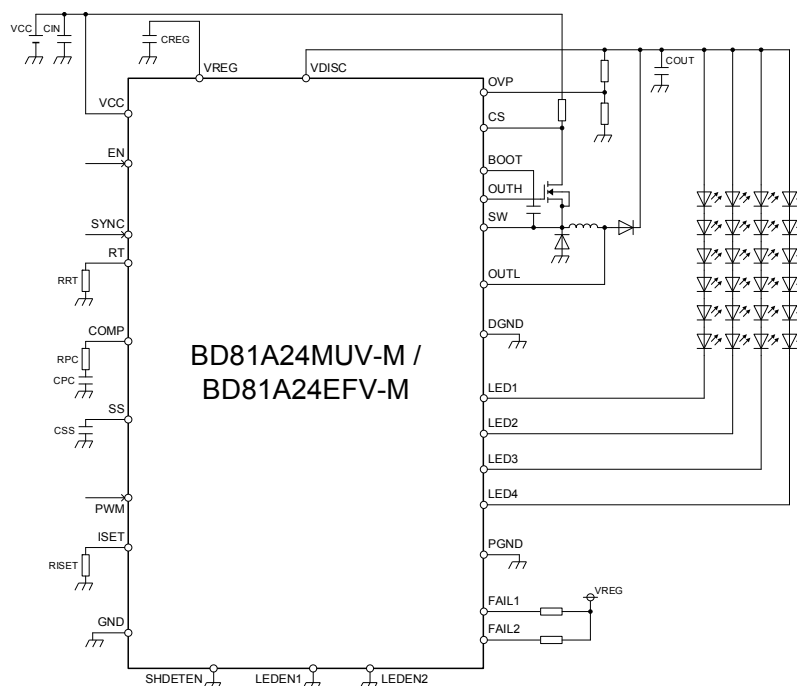 VCC CIN
CREG
COUT
VREG VDISC
OVP
VCC
CS
EN
BOOT
OUTH
SW
SYNC
RT
RRT
OUTL
COMP
RPC
CPC
DGND
BD81A24MUV-M /
BD81A24EFV-M
LED1
SS
CSS
LED2
LED3
LED4
PWM
ISET
RISET
PGND
VREG
FAIL1
GND
FAIL2
SHDETEN LEDEN1 LEDEN2